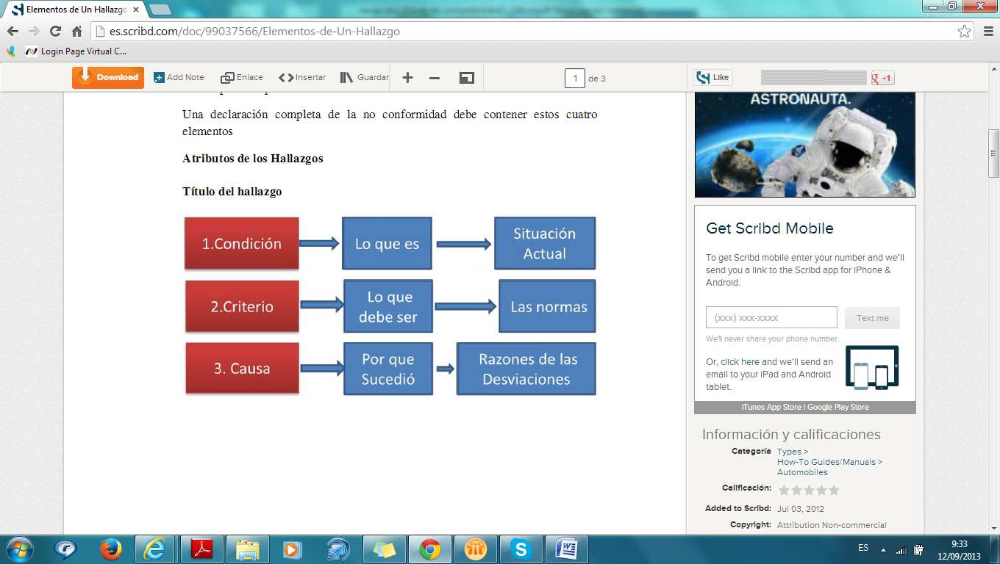 Elementos de Un Hallazgo
es.scribd.com/doc/99037566/Elementos-de-Un-Hallazgo
Login Page Virtual C...
Download
Add Note
Enlace
Insertar
Guardar
1 de 3
Like
+1
Una declaración completa de la no conformidad debe contener estos cuatro
elementos
Atributos de los Hallazgos
Título del hallazgo
1.Condición
Lo que es
Situación
Actual
2.Criterio
Lo que
debe ser
Las normas
3. Causa
Por que
Sucedió
Razones de las
Desviaciones
ASTRONAUTA.
Get Scribd Mobile
To get Scribd mobile enter your number and we'll
send you a link to the Scribd app for iPhone &
Android.
(xxx) xxx-xxxx
Text me
We'll never share your phone number.
Or, click here and we'll send an
email to your iPad and Android
tablet.
iTunes App Store | Google Play Store
Información y calificaciones
Categoría Types >
How-To Guides/Manuals >
Automobiles
Calificación:
Added to Scribd: Jul 03, 2012
Copyright: Attribution Non-commercial
ES
9:33
12/09/2013